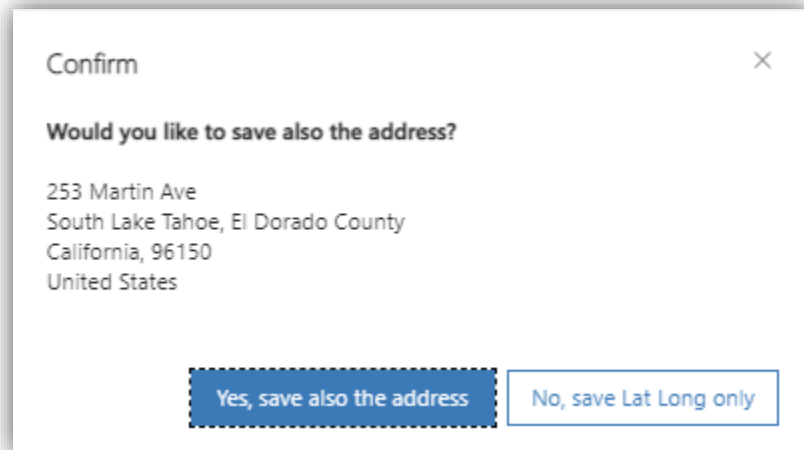 Confirm
Would you like to save also the address?
253 Martin Ave
South Lake Tahoe, El Dorado County
California, 96150
United States
Yes, save also the address
No, save Lat Long only